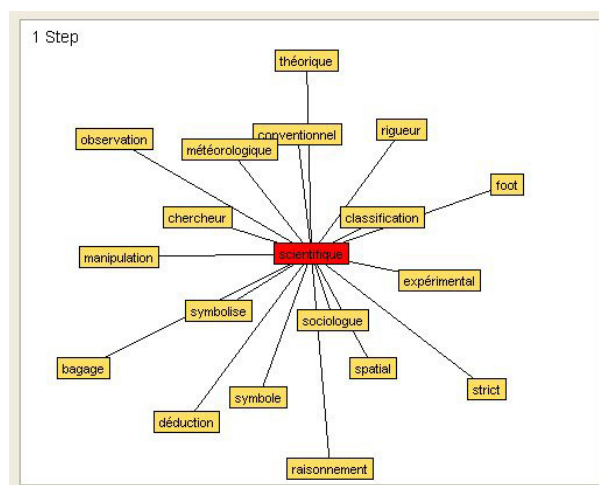 1 Step
théorique
conventionnel
rigueur
observation
météorologique
foot
chercheur
classification
scientifique
manipulation
expérimental
symbolise
sociologue
bagage
spatial
strict
symbole
déduction
raisonnement